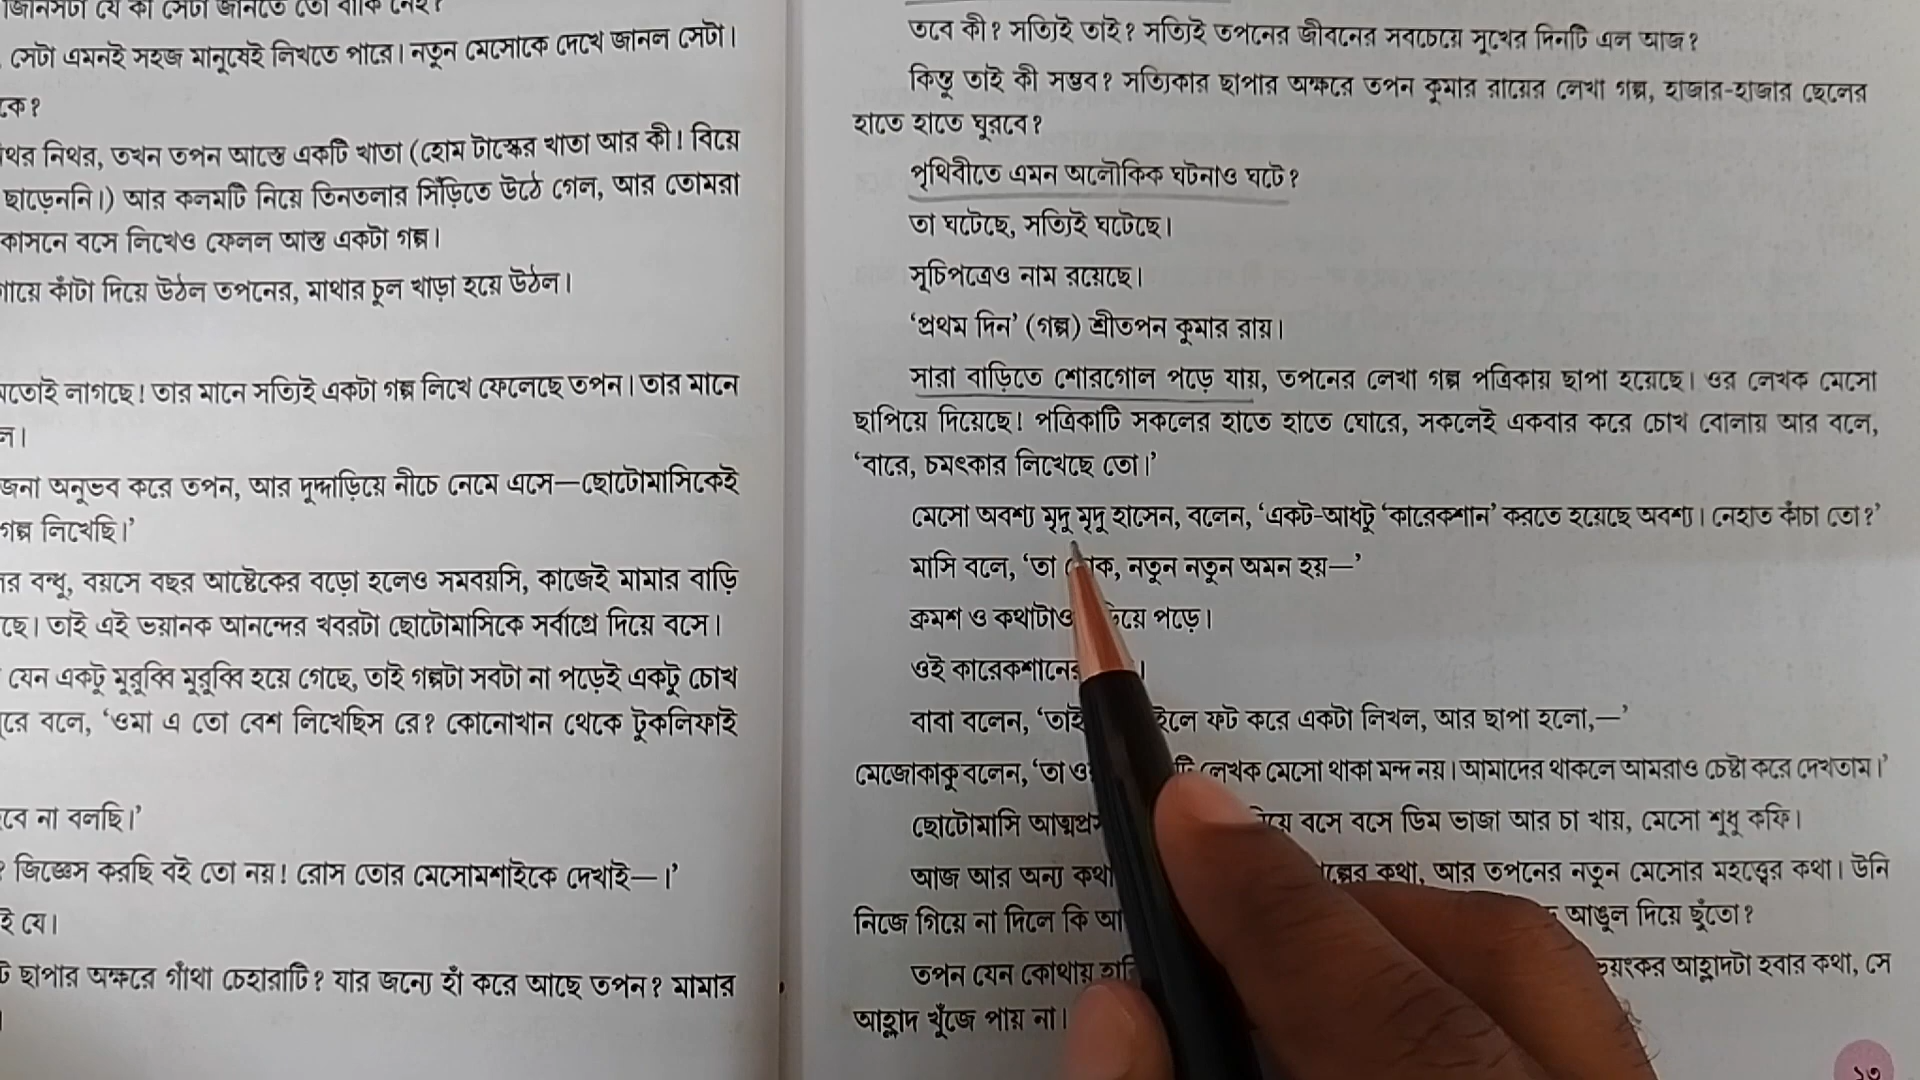 সেটা এমনই সহজ মানুষেই লিখতে পারে। নতুন মেসোকে দেখে জানল সেটা।
কে?
থর নিথর, তখন তপন আস্তে একটি খাতা (হোম টাস্কের খাতা আর কী! বিয়ে
ছাড়েননি।) আর কলমটি নিয়ে তিনতলার সিঁড়িতে উঠে গেল, আর তোমরা
কাসনে বসে লিখেও ফেলল আস্ত একটা গল্প।
গায়ে কাঁটা দিয়ে উঠল তপনের, মাথার চুল খাড়া হয়ে উঠল।
মতোই লাগছে! তার মানে সত্যিই একটা গল্প লিখে ফেলেছে তপন। তার মানে
ল।
জনা অনুভব করে তপন, আর দুদ্দাড়িয়ে নীচে নেমে এসে—ছোটোমাসিকেই
গল্প লিখেছি।’
র বন্ধু, বয়সে বছর আষ্টেকের বড়ো হলেও সমবয়সি, কাজেই মামার বাড়ি
ছে। তাই এই ভয়ানক আনন্দের খবরটা ছোটোমাসিকে সর্বাগ্রে দিয়ে বসে।
যেন একটু মুরুব্বি মুরুব্বি হয়ে গেছে, তাই গল্পটা সবটা না পড়েই একটু চোখ
রে বলে, ‘ওমা এ তো বেশ লিখেছিস রে? কোনোখান থেকে টুকলিফাই
বে না বলছি।’
? জিজ্ঞেস করছি বই তো নয়! রোস তোর মেসোমশাইকে দেখাই—।’
ই যে।
ছাপার অক্ষরে গাঁথা চেহারাটি? যার জন্যে হাঁ করে আছে তপন? মামার
তবে কী? সত্যিই তাই? সত্যিই তপনের জীবনের সবচেয়ে সুখের দিনটি এল আজ?
কিন্তু তাই কী সম্ভব? সত্যিকার ছাপার অক্ষরে তপন কুমার রায়ের লেখা গল্প, হাজার-হাজার ছেলের
হাতে হাতে ঘুরবে?
পৃথিবীতে এমন অলৌকিক ঘটনাও ঘটে?
তা ঘটেছে, সত্যিই ঘটেছে।
সূচিপত্রেও নাম রয়েছে।
‘প্রথম দিন’ (গল্প) শ্রীতপন কুমার রায়।
সারা বাড়িতে শোরগোল পড়ে যায়, তপনের লেখা গল্প পত্রিকায় ছাপা হয়েছে। ওর লেখক মেসো
ছাপিয়ে দিয়েছে! পত্রিকাটি সকলের হাতে হাতে ঘোরে, সকলেই একবার করে চোখ বোলায় আর বলে,
‘বারে, চমৎকার লিখেছে তো।’
মেসো অবশ্য মৃদু মৃদু হাসেন, বলেন, ‘একটু-আধটু ‘কারেকশান’ করতে হয়েছে অবশ্য। নেহাত কাঁচা তো?’
মাসি বলে, ‘তা নতুন নতুন অমন হয়—’
ক্রমশ ও কথাটাও পড়ে।
ওই
বাবা বলেন, ফট করে একটা লিখল, আর ছাপা হলো,—’
মেজোকাকু বলেন, ‘তা লেখক মেসো থাকা মন্দ নয়। আমাদের থাকলে আমরাও চেষ্টা করে দেখতাম।’
ছোটোমাসি বসে বসে ডিম ভাজা আর চা খায়, মেসো শুধু কফি।
আজ আর অন্য কথা কথা, আর তপনের নতুন মেসোর মহত্ত্বের কথা। উনি
নিজে গিয়ে না দিলে কি আঙুল দিয়ে ছুঁতো?
তপন যেন কোথায় আহ্লাদটা হবার কথা, সে
আহ্লাদ খুঁজে পায় না।